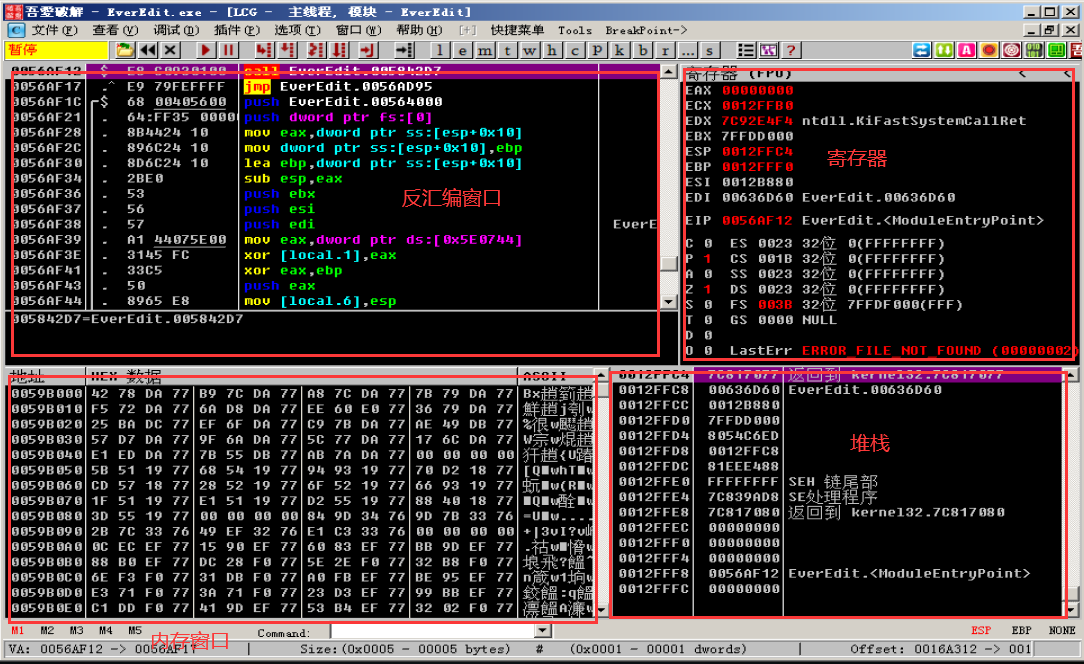 吾爱破解 - EverEdit.exe - [LCG - 主线程, 模块 - EverEdit]
C 文件(F) 查看(V) 调试(D) 插件(P) 选项(T) 窗口(W) 帮助(H) [+] 快捷菜单 Tools BreakPoint->
暂停 l e m t w h c p k b r ... s ?
0056AF12 $ E8 C0930100 call EverEdit.005842D7
0056AF17 .^ E9 79FEFFFF jmp EverEdit.0056AD95
0056AF1C $ 68 00405600 push EverEdit.00564000
0056AF21 . 64:FF35 0000 push dword ptr fs:[0]
0056AF28 . 8B4424 10 mov eax,dword ptr ss:[esp+0x10]
0056AF2C . 896C24 10 mov dword ptr ss:[esp+0x10],ebp
0056AF30 . 8D6C24 10 lea ebp,dword ptr ss:[esp+0x10]
0056AF34 . 2BE0 sub esp,eax
0056AF36 . 53 push ebx
0056AF37 . 56 push esi
0056AF38 . 57 push edi EverE
0056AF39 . A1 44075E00 mov eax,dword ptr ds:[0x5E0744]
0056AF3E . 3145 FC xor [local.1],eax
0056AF41 . 33C5 xor eax,ebp
0056AF43 . 50 push eax
0056AF44 . 8965 E8 mov [local.6],esp
反汇编窗口
005842D7=EverEdit.005842D7
寄存器 (FPU) < <
EAX 00000000
ECX 0012FFB0
EDX 7C92E4F4 ntdll.KiFastSystemCallRet
EBX 7FFDD000
ESP 0012FFC4
EBP 0012FFF0
ESI 0012B880
EDI 00636D60 EverEdit.00636D60
EIP 0056AF12 EverEdit.<ModuleEntryPoint>
C 0 ES 0023 32位 0(FFFFFFFF)
P 1 CS 001B 32位 0(FFFFFFFF)
A 0 SS 0023 32位 0(FFFFFFFF)
Z 1 DS 0023 32位 0(FFFFFFFF)
S 0 FS 003B 32位 7FFDF000(FFF)
T 0 GS 0000 NULL
D 0
O 0 LastErr ERROR_FILE_NOT_FOUND (00000002)
寄存器
地址 HEX 数据 ASCII
0059B000 42 78 DA 77 B9 7C DA 77 A8 7C DA 77 7B 79 DA 77
0059B010 F5 72 DA 77 6A D8 DA 77 EE 60 E0 77 36 79 DA 77
0059B020 25 BA DC 77 EF 6F DA 77 C9 7B DA 77 AE 49 DB 77
0059B030 57 D7 DA 77 9F 6A DA 77 5C 77 DA 77 17 6C DA 77
0059B040 E1 ED DA 77 7B 55 DB 77 AB 7A DA 77 00 00 00 00
0059B050 5B 51 19 77 68 54 19 77 94 93 19 77 70 D2 18 77
0059B060 CD 57 18 77 28 52 19 77 6F 52 19 77 66 93 19 77
0059B070 1F 51 19 77 E1 51 19 77 D2 55 19 77 88 40 18 77
0059B080 3D 55 19 77 00 00 00 00 84 9D 34 76 9D 7B 33 76
0059B090 2B 7C 33 76 49 EF 32 76 E1 C3 33 76 00 00 00 00
0059B0A0 0C EC EF 77 15 90 EF 77 60 83 EF 77 BB 9D EF 77
0059B0B0 88 B0 EF 77 DC 28 F0 77 5E 2E F0 77 32 B8 F0 77
0059B0C0 6E F3 F0 77 31 DB F0 77 A0 FB EF 77 BE 95 EF 77
0059B0D0 E3 71 F0 77 3A 71 F0 77 23 D3 EF 77 99 BB EF 77
0059B0E0 C1 DD F0 77 41 9D EF 77 53 B4 EF 77 32 02 F0 77
内存窗口
0012FFC4 7C817077 返回到 kernel32.7C817077
0012FFC8 00636D60 EverEdit.00636D60
0012FFCC 0012B880
0012FFD0 7FFDD000
0012FFD4 8054C6ED
0012FFD8 0012FFC8
0012FFDC 81EEE488
0012FFE0 FFFFFFFF SEH 链尾部
0012FFE4 7C839AD8 SE处理程序
0012FFE8 7C817080 返回到 kernel32.7C817080
0012FFEC 00000000
0012FFF0 00000000
0012FFF4 00000000
0012FFF8 0056AF12 EverEdit.<ModuleEntryPoint>
0012FFFC 00000000
堆栈
M1 M2 M3 M4 M5 Command: ESP EBP NONE
VA: 0056AF12 -> 0056AF17 | Size:(0x0005 - 00005 bytes) # (0x0001 - 00001 dwords) | Offset: 0016A312 -> 001